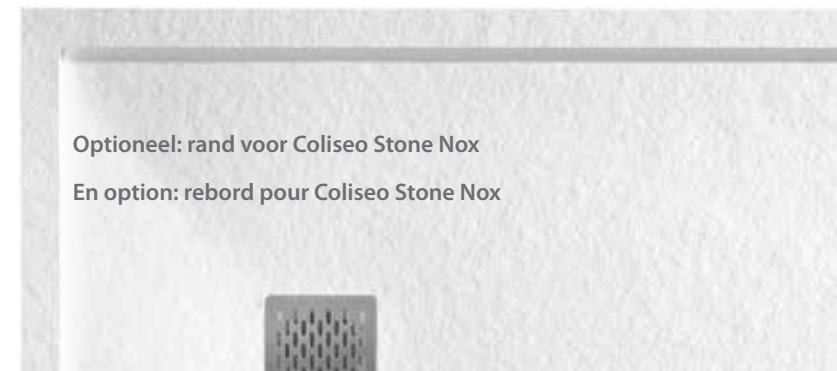 Optioneel: rand voor Coliseo Stone Nox
En option: rebord pour Coliseo Stone Nox